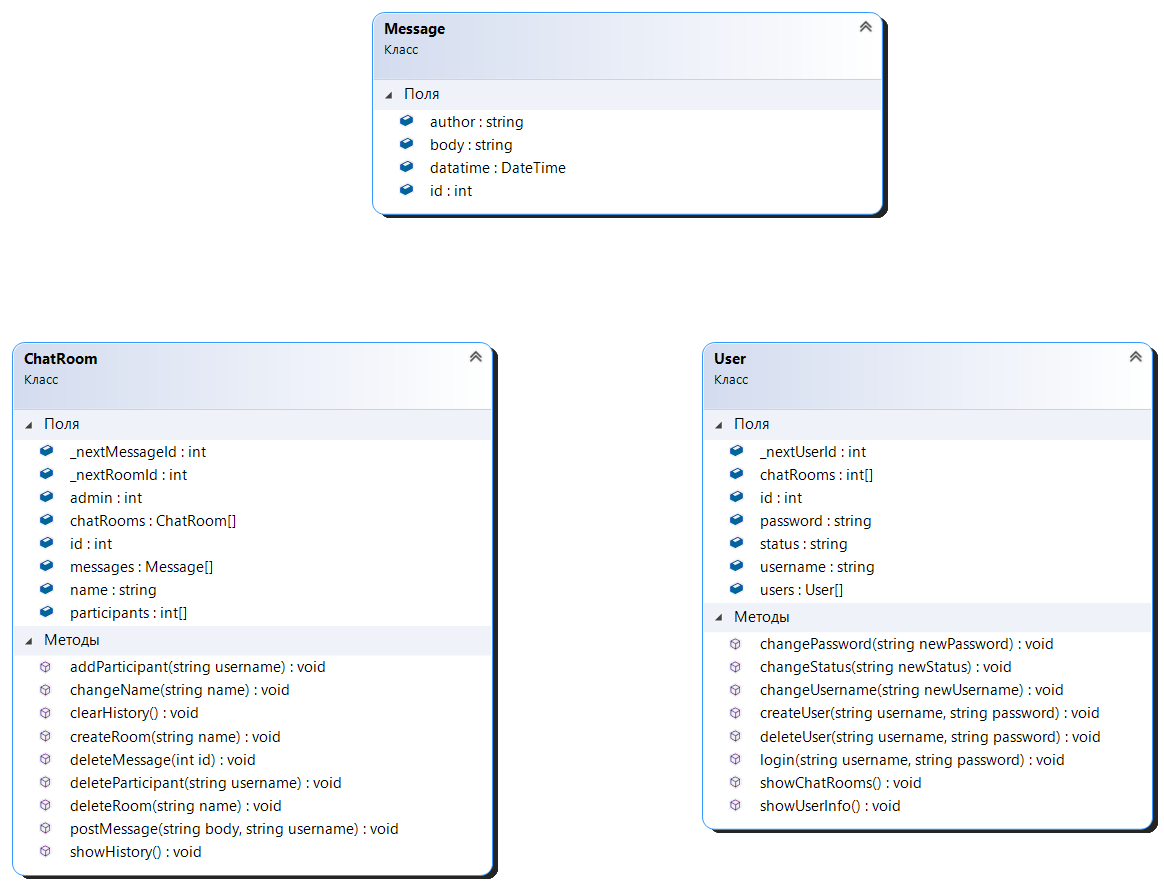 Message
Класс
Поля
author : string
body : string
datatime : DateTime
id : int
ChatRoom
Класс
Поля
_nextMessageId : int
_nextRoomId : int
admin : int
chatRooms : ChatRoom[]
id : int
messages : Message[]
name : string
participants : int[]
Методы
addParticipant(string username) : void
changeName(string name) : void
clearHistory() : void
createRoom(string name) : void
deleteMessage(int id) : void
deleteParticipant(string username) : void
deleteRoom(string name) : void
postMessage(string body, string username) : void
showHistory() : void
User
Класс
Поля
_nextUserId : int
chatRooms : int[]
id : int
password : string
status : string
username : string
users : User[]
Методы
changePassword(string newPassword) : void
changeStatus(string newStatus) : void
changeUsername(string newUsername) : void
createUser(string username, string password) : void
deleteUser(string username, string password) : void
login(string username, string password) : void
showChatRooms() : void
showUserInfo() : void